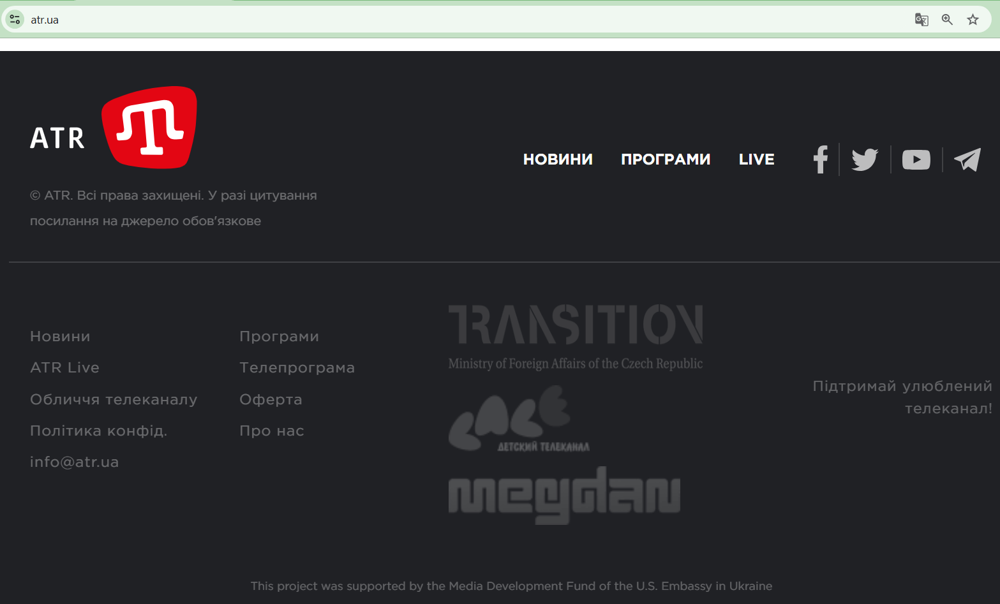 atr.ua
ATR
НОВИНИ ПРОГРАМИ LIVE
© ATR. Всі права захищені. У разі цитування
посилання на джерело обов'язкове
Новини
ATR Live
Обличчя телеканалу
Політика конфід.
info@atr.ua
Програми
Телепрограма
Оферта
Про нас
TRANSITION
Ministry of Foreign Affairs of the Czech Republic
ДЕТСКИЙ ТЕЛЕКАНАЛ
meydan
Підтримай улюблений
телеканал!
This project was supported by the Media Development Fund of the U.S. Embassy in Ukraine